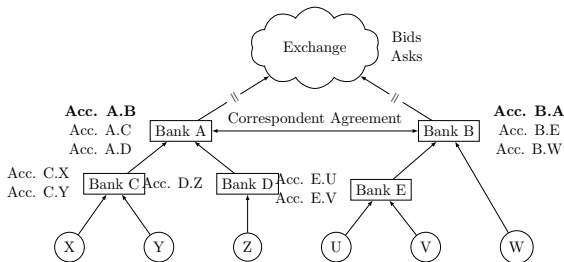 Exchange
Bids
Asks
//
//
Acc. A.B
Acc. A.C
Acc. A.D
Bank A
Correspondent Agreement
Bank B
Acc. B.A
Acc. B.E
Acc. B.W
Acc. C.X
Acc. C.Y
Bank C
Acc. D.Z
Bank D
Acc. E.U
Acc. E.V
Bank E
X
Y
Z
U
V
W